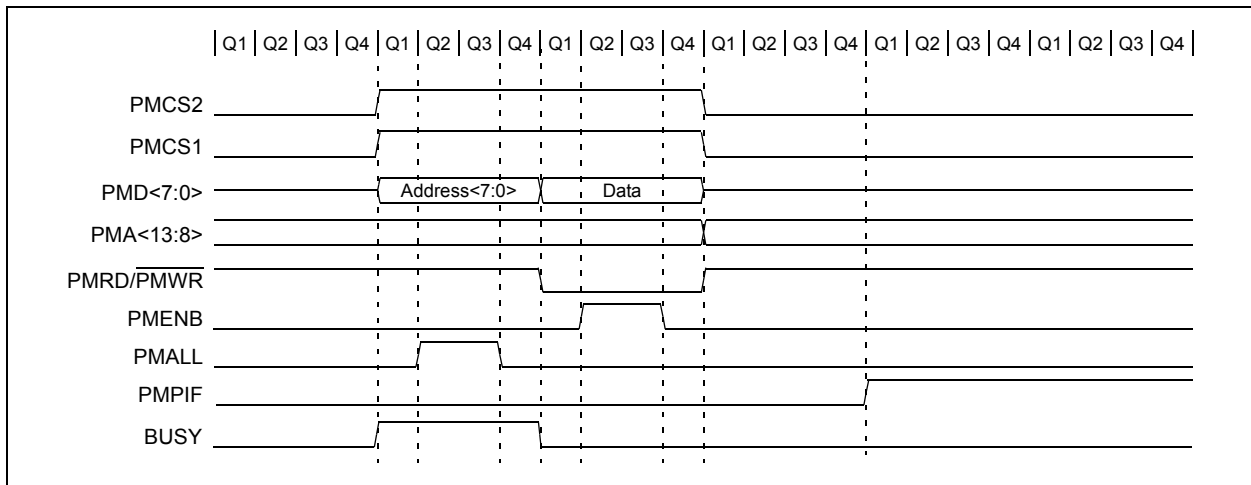 | Q1 | Q2 | Q3 | Q4 | Q1 | Q2 | Q3 | Q4 | Q1 | Q2 | Q3 | Q4 | Q1 | Q2 | Q3 | Q4 | Q1 | Q2 | Q3 | Q4 | Q1 | Q2 | Q3 | Q4 |
PMCS2
PMCS1
PMD<7:0> Address<7:0> Data
PMA<13:8>
PMRD/PMWR
PMENB
PMALL
PMPIF
BUSY